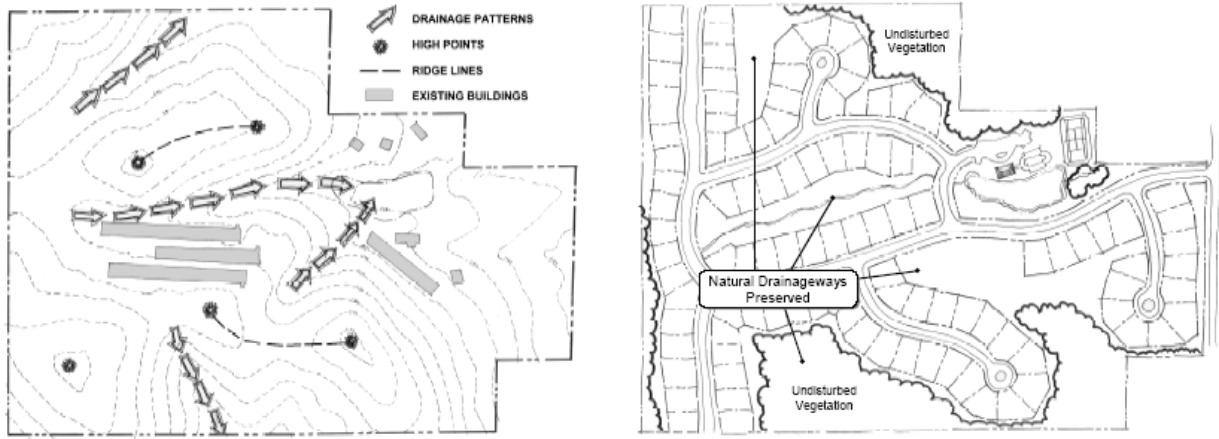 DRAINAGE PATTERNS
HIGH POINTS
RIDGE LINES
EXISTING BUILDINGS
Undisturbed
Vegetation
Natural Drainageways
Preserved
Undisturbed
Vegetation